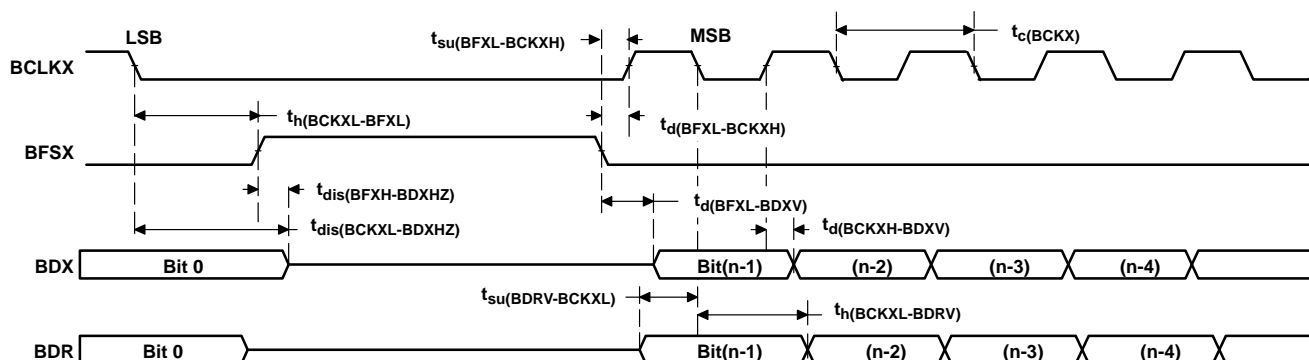 LSB
tsu(BFXL-BCKXH)
MSB
tc(BCKX)
BCLKX
th(BCKXL-BFXL)
td(BFXL-BCKXH)
BFSX
tdis(BFXH-BDXHZ)
td(BFXL-BDXV)
tdis(BCKXL-BDXHZ)
td(BCKXH-BDXV)
BDX
Bit 0
Bit(n-1)
(n-2)
(n-3)
(n-4)
tsu(BDRV-BCKXL)
th(BCKXL-BDRV)
BDR
Bit 0
Bit(n-1)
(n-2)
(n-3)
(n-4)